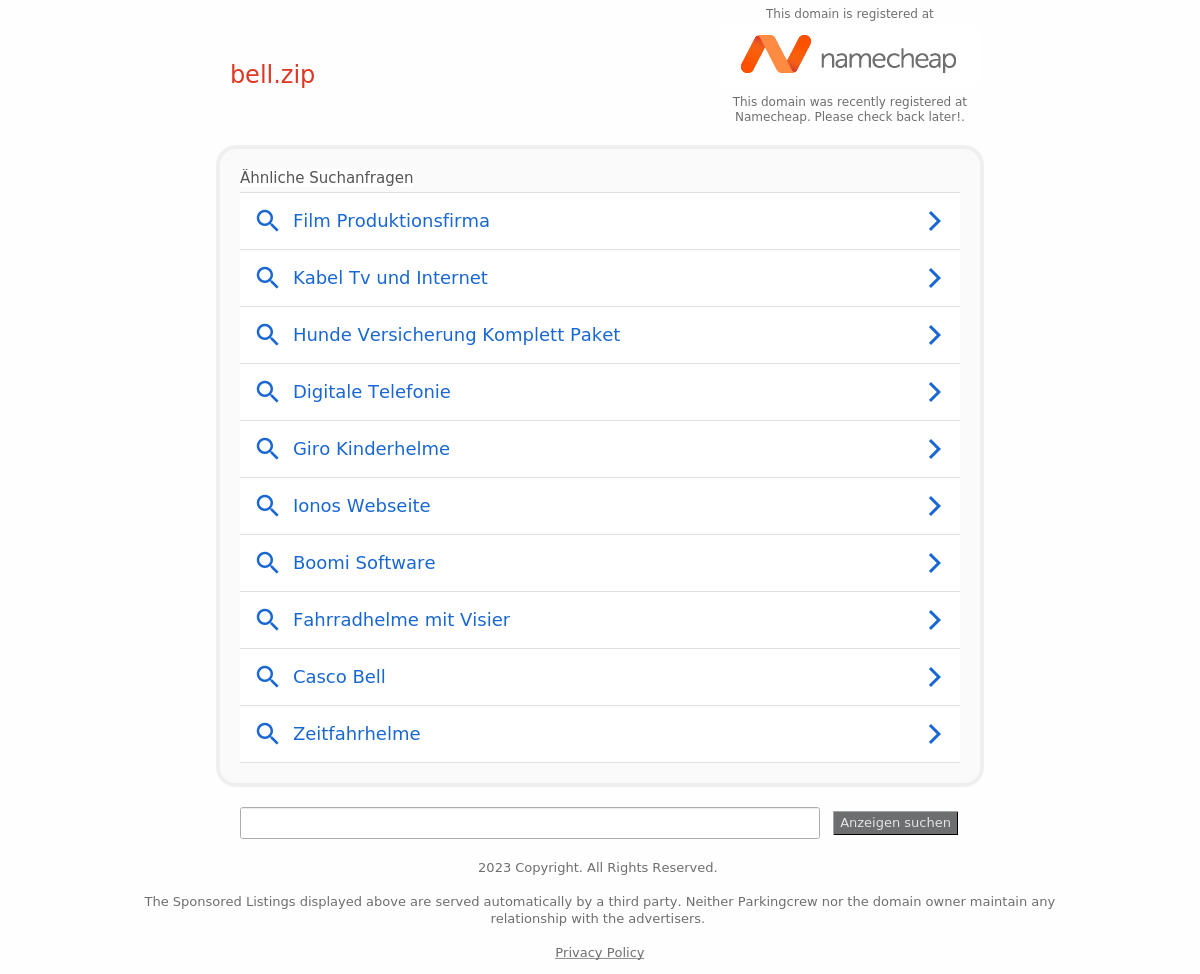 This domain is registered at
namecheap
bell.zip
This domain was recently registered at
Namecheap. Please check back later!.
Ähnliche Suchanfragen
Film Produktionsfirma
Kabel Tv und Internet
Hunde Versicherung Komplett Paket
Digitale Telefonie
Giro Kinderhelme
Ionos Webseite
Boomi Software
Fahrradhelme mit Visier
Casco Bell
Zeitfahrhelme
Anzeigen suchen
2023 Copyright. All Rights Reserved.
The Sponsored Listings displayed above are served automatically by a third party. Neither Parkingcrew nor the domain owner maintain any
relationship with the advertisers.
Privacy Policy